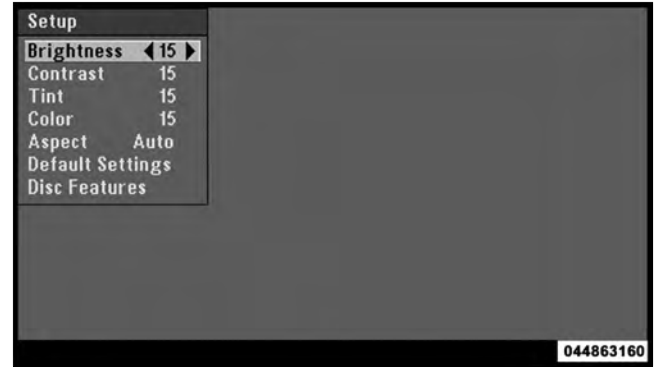 Setup
Brightness 15
Contrast 15
Tint 15
Color 15
Aspect Auto
Default Settings
Disc Features
044863160